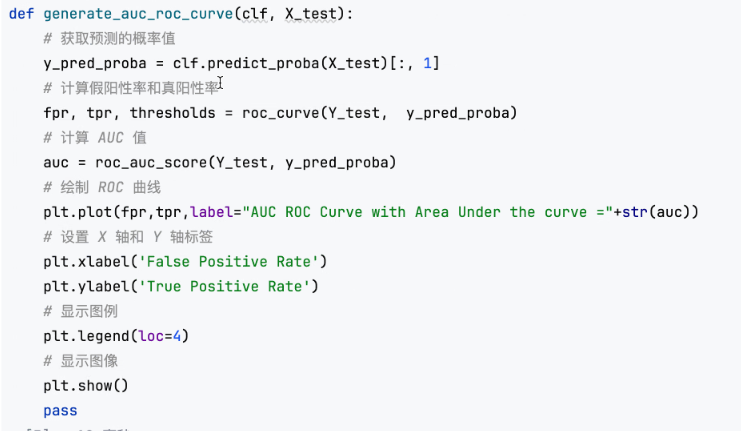 def generate_auc_roc_curve(clf, X_test):
    # 获取预测的概率值
    y_pred_proba = clf.predict_proba(X_test)[:, 1]
    # 计算假阳性率和真阳性率
    fpr, tpr, thresholds = roc_curve(Y_test,  y_pred_proba)
    # 计算 AUC 值
    auc = roc_auc_score(Y_test, y_pred_proba)
    # 绘制 ROC 曲线
    plt.plot(fpr,tpr,label="AUC ROC Curve with Area Under the curve ="+str(auc))
    # 设置 X 轴和 Y 轴标签
    plt.xlabel('False Positive Rate')
    plt.ylabel('True Positive Rate')
    # 显示图例
    plt.legend(loc=4)
    # 显示图像
    plt.show()
    pass